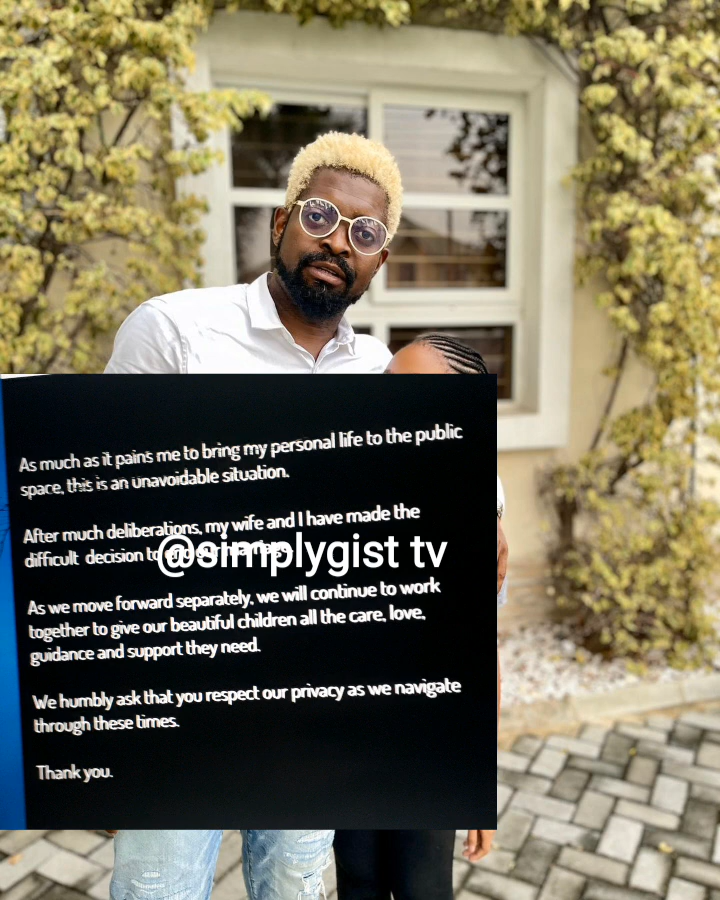 As much as it pains me to bring my personal life to the public
space, this is an unavoidable situation.
After much deliberations, my wife and I have made the
difficult decision to
@simplygist tv
As we move forward separately, we will continue to work
together to give our beautiful children all the care, love,
guidance and support they need.
We humbly ask that you respect our privacy as we navigate
through these times.
Thank you.